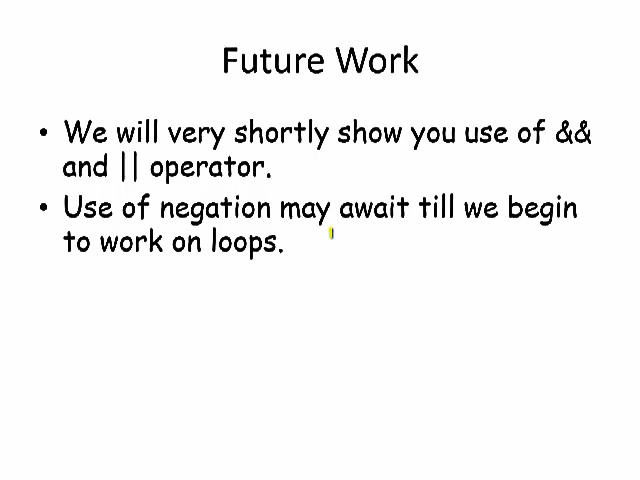 Future Work
• We will very shortly show you use of &&
and || operator.
• Use of negation may await till we begin
to work on loops.